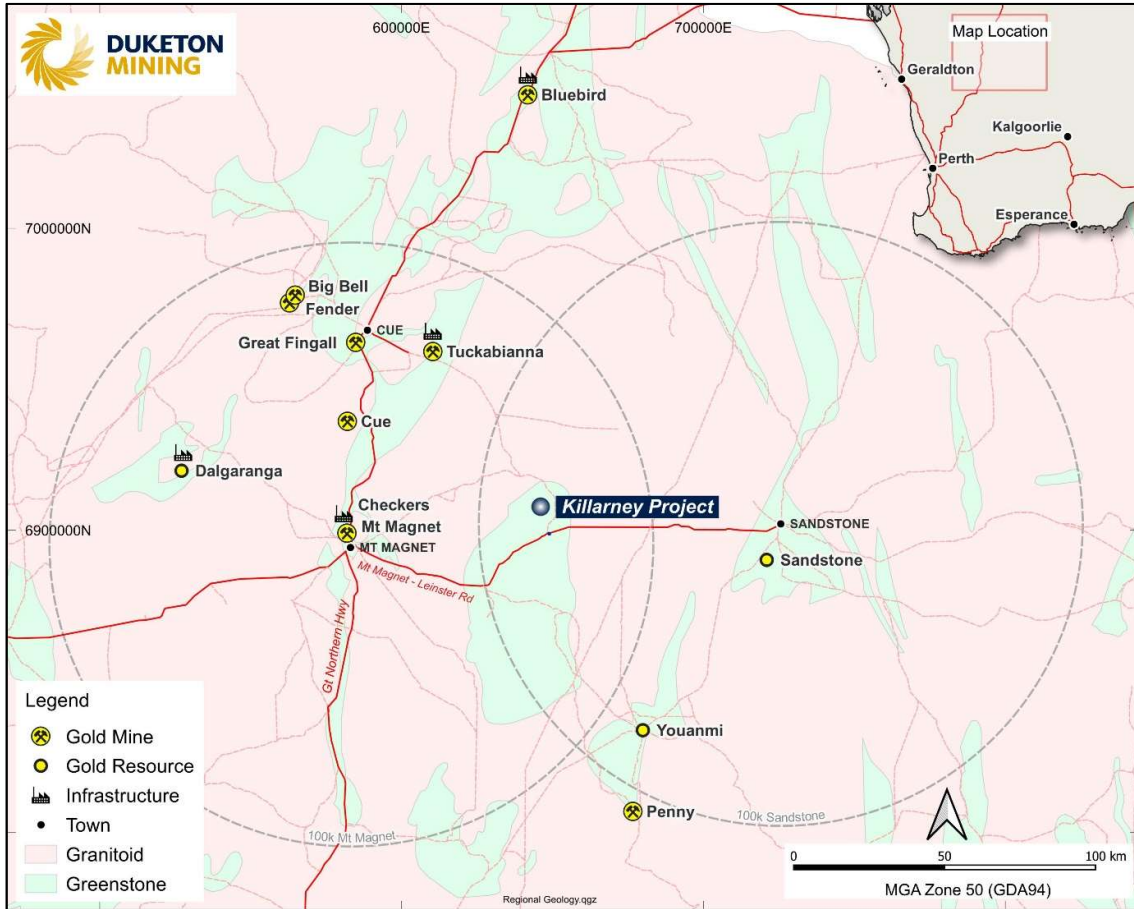 DUKETON
MINING
600000E
700000E
Map Location
Geraldton
Kalgoorlie
Perth
Esperance
Bluebird
7000000N
Big Bell
Fender
CUE
Great Fingall
Tuckabianna
Cue
Dalgaranga
Killarney Project
Checkers
Mt Magnet
6900000N
MT MAGNET
SANDSTONE
Sandstone
Mt Magnet - Leinster Rd
Gt Northern Hwy
Youanmi
Penny
100k Mt Magnet
100k Sandstone
Legend
Gold Mine
Gold Resource
Infrastructure
Town
Granitoid
Greenstone
0 50 100 km
MGA Zone 50 (GDA94)
Regional Geology.qgz